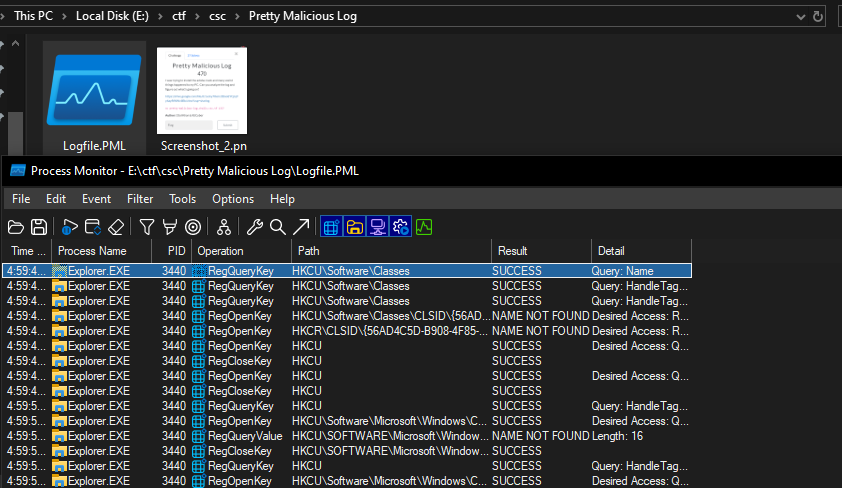 This PC > Local Disk (E:) > ctf > csc > Pretty Malicious Log
Pretty Malicious Log
470
Logfile.PML
Screenshot_2.pn
Process Monitor - E:\ctf\csc\Pretty Malicious Log\Logfile.PML
File Edit Event Filter Tools Options Help
Time ... Process Name PID Operation Path Result Detail
4:59:4... Explorer.EXE 3440 RegQueryKey HKCU\Software\Classes SUCCESS Query: Name
4:59:4... Explorer.EXE 3440 RegQueryKey HKCU\Software\Classes SUCCESS Query: HandleTag...
4:59:4... Explorer.EXE 3440 RegQueryKey HKCU\Software\Classes SUCCESS Query: HandleTag...
4:59:4... Explorer.EXE 3440 RegOpenKey HKCU\Software\Classes\CLSID\{56AD... NAME NOT FOUND Desired Access: R...
4:59:4... Explorer.EXE 3440 RegOpenKey HKCR\CLSID\{56AD4C5D-B908-4F85-... NAME NOT FOUND Desired Access: R...
4:59:4... Explorer.EXE 3440 RegOpenKey HKCU SUCCESS Desired Access: Q...
4:59:4... Explorer.EXE 3440 RegCloseKey HKCU SUCCESS
4:59:4... Explorer.EXE 3440 RegOpenKey HKCU SUCCESS Desired Access: Q...
4:59:4... Explorer.EXE 3440 RegCloseKey HKCU SUCCESS
4:59:5... Explorer.EXE 3440 RegQueryKey HKCU SUCCESS Query: HandleTag...
4:59:5... Explorer.EXE 3440 RegOpenKey HKCU\Software\Microsoft\Windows\C... SUCCESS Desired Access: Q...
4:59:5... Explorer.EXE 3440 RegQueryValue HKCU\SOFTWARE\Microsoft\Window... NAME NOT FOUND Length: 16
4:59:5... Explorer.EXE 3440 RegCloseKey HKCU\SOFTWARE\Microsoft\Window... SUCCESS
4:59:5... Explorer.EXE 3440 RegQueryKey HKCU SUCCESS Query: HandleTag...
4:59:5... Explorer.EXE 3440 RegOpenKey HKCU\Software\Microsoft\Windows\C... SUCCESS Desired Access: Q...